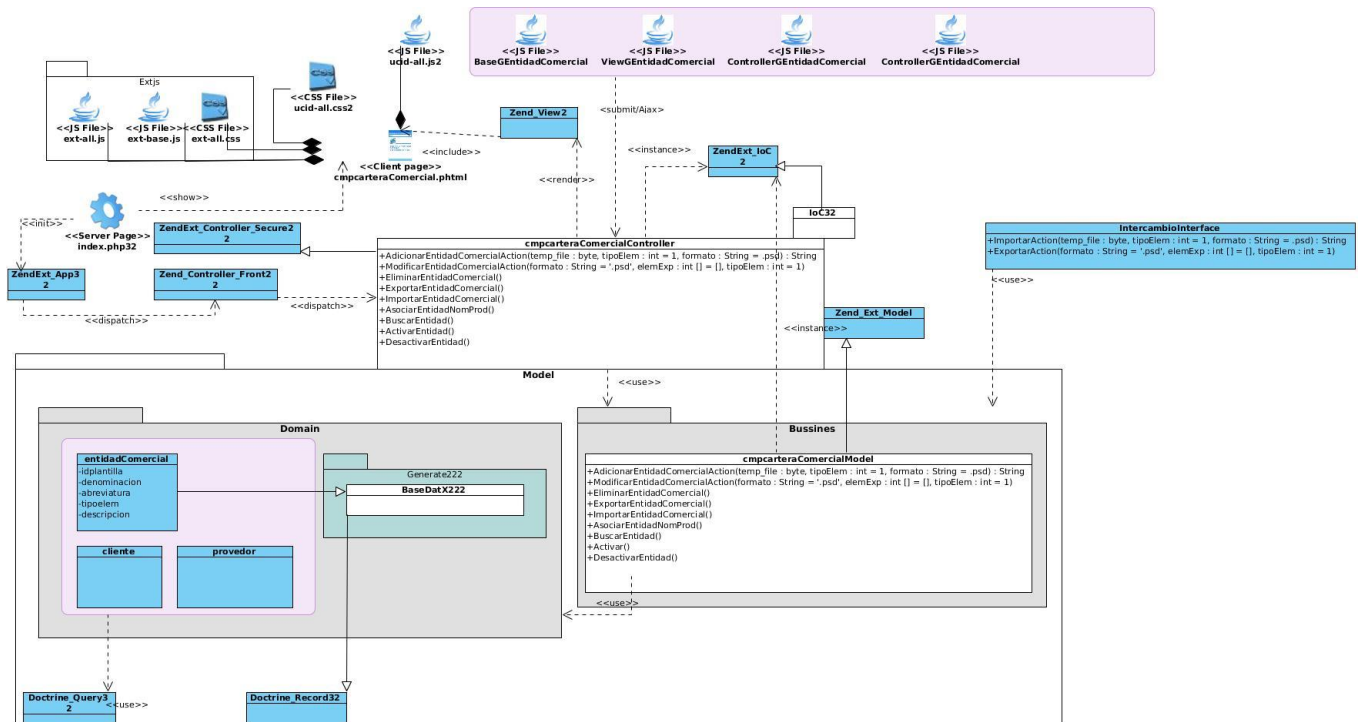 <<JS File>>
ucid-all.js2
<<JS File>>
BaseGEntidadComercial
<<JS File>>
ViewGEntidadComercial
<<JS File>>
ControllerGEntidadComercial
<<JS File>>
ControllerGEntidadComercial
Extjs
<<JS File>>
ext-all.js
<<JS File>>
ext-base.js
<<CSS File>>
ext-all.css
<<CSS File>>
ucid-all.css2
<<Client page>>
cmpcarteraComercial.phtml
<<include>>
Zend_View2
<submit/Ajax>
<<instance>>
ZendExt_IoC
2
<<render>>
IoC32
<<show>>
<<Server Page>>
index.php32
<<init>>
ZendExt_App3
2
ZendExt_Controller_Secure2
2
Zend_Controller_Front2
2
<<dispatch>>
<<dispatch>>
cmpcarteraComercialController
+AdicionarEntidadComercialAction(temp_file : byte, tipoElem : int = 1, formato : String = .psd) : String
+ModificarEntidadComercialAction(formato : String = '.psd', elemExp : int [] = [], tipoElem : int = 1)
+EliminarEntidadComercial()
+ExportarEntidadComercial()
+ImportarEntidadComercial()
+AsociarEntidadNomProd()
+BuscarEntidad()
+ActivarEntidad()
+DesactivarEntidad()
IntercambioInterface
+ImportarAction(temp_file : byte, tipoElem : int = 1, formato : String = .psd) : String
+ExportarAction(formato : String = '.psd', elemExp : int [] = [], tipoElem : int = 1)
<<use>>
Zend_Ext_Model
<<instance>>
Model
<<use>>
Domain
entidadComercial
-idplantilla
-denominacion
-abreviatura
-tipoelem
-descripcion
cliente
provedor
Generate222
BaseDatX222
Bussines
cmpcarteraComercialModel
+AdicionarEntidadComercialAction(temp_file : byte, tipoElem : int = 1, formato : String = .psd) : String
+ModificarEntidadComercialAction(formato : String = '.psd', elemExp : int [] = [], tipoElem : int = 1)
+EliminarEntidadComercial()
+ExportarEntidadComercial()
+ImportarEntidadComercial()
+AsociarEntidadNomProd()
+BuscarEntidad()
+Activar()
+DesactivarEntidad()
<<use>>
Doctrine_Query3
2
<<use>>
Doctrine_Record32